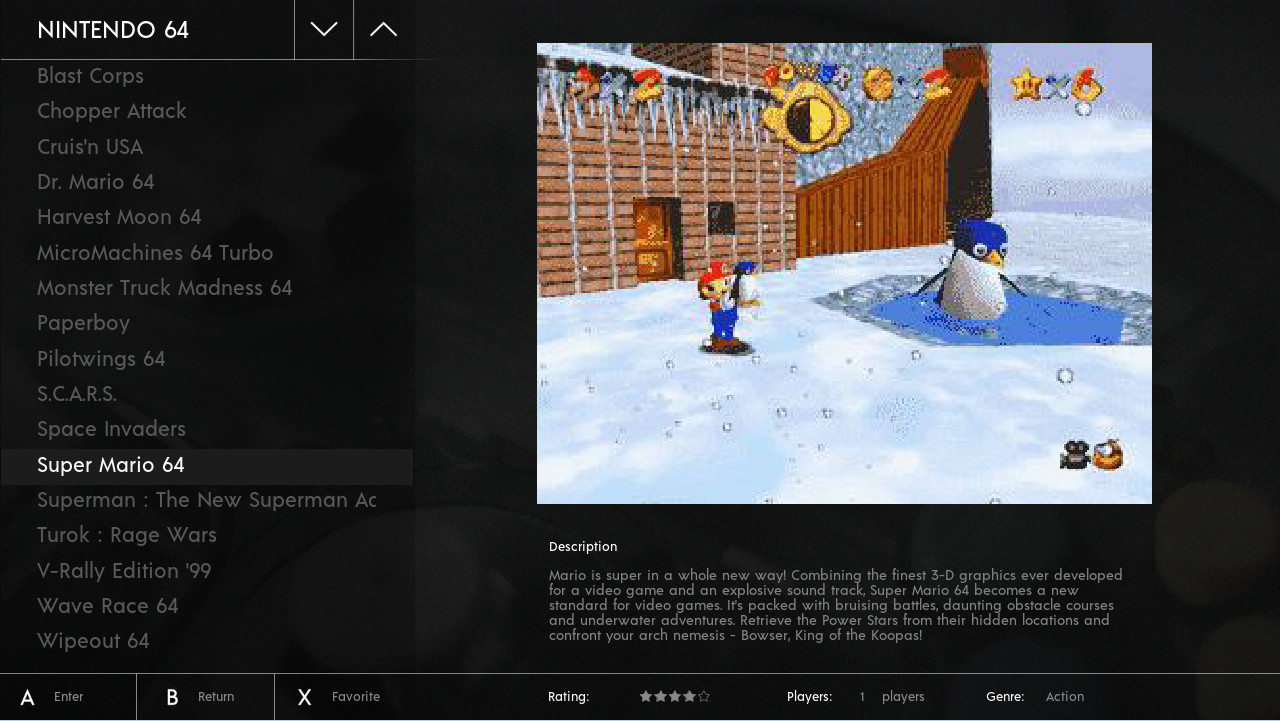 NINTENDO 64
Blast Corps
Chopper Attack
Cruis'n USA
Dr. Mario 64
Harvest Moon 64
MicroMachines 64 Turbo
Monster Truck Madness 64
Paperboy
Pilotwings 64
S.C.A.R.S.
Space Invaders
Super Mario 64
Superman : The New Superman Ac
Turok : Rage Wars
V-Rally Edition '99
Wave Race 64
Wipeout 64
POWER
6
Description
Mario is super in a whole new way! Combining the finest 3-D graphics ever developed
for a video game and an explosive sound track, Super Mario 64 becomes a new
standard for video games. It's packed with bruising battles, daunting obstacle courses
and underwater adventures. Retrieve the Power Stars from their hidden locations and
confront your arch nemesis - Bowser, King of the Koopas!
A Enter B Return X Favorite Rating: Players: 1 players Genre: Action